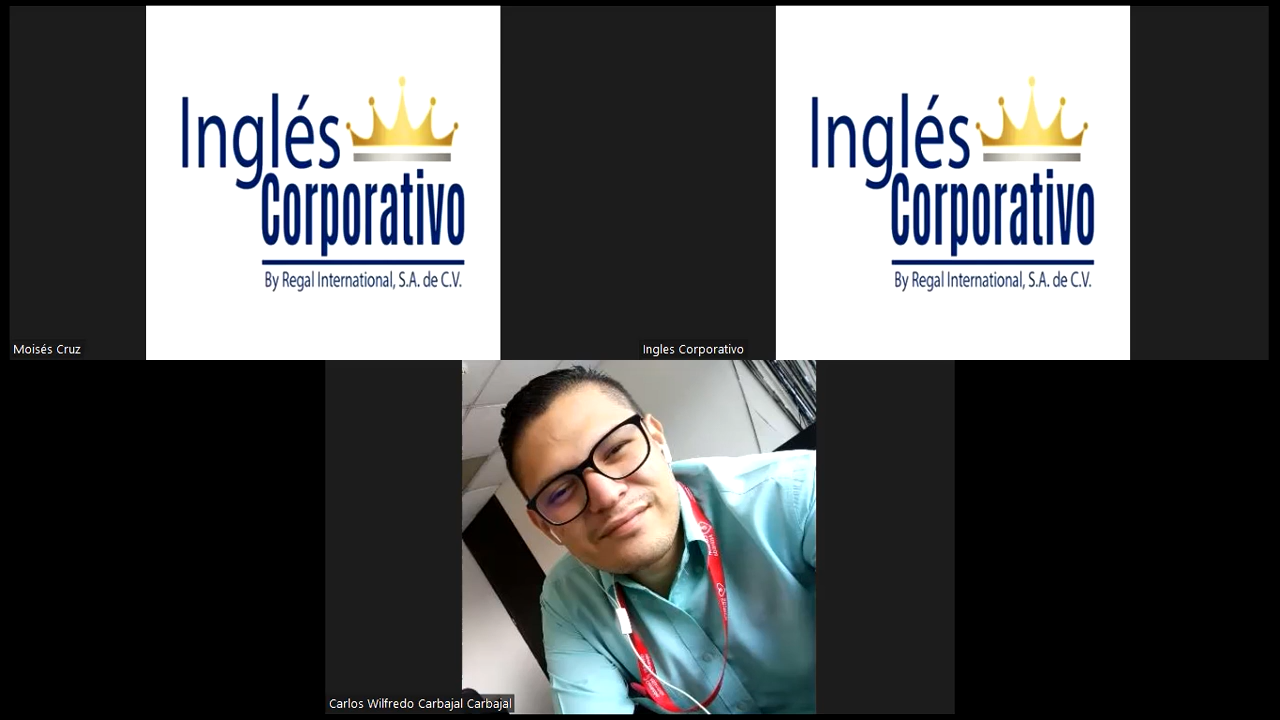 Inglés
Corporativo
By Regal International, S.A. de C.V.
Moisés Cruz
Inglés
Corporativo
By Regal International, S.A. de C.V.
Ingles Corporativo
Carlos Wilfredo Carbajal Carbajal